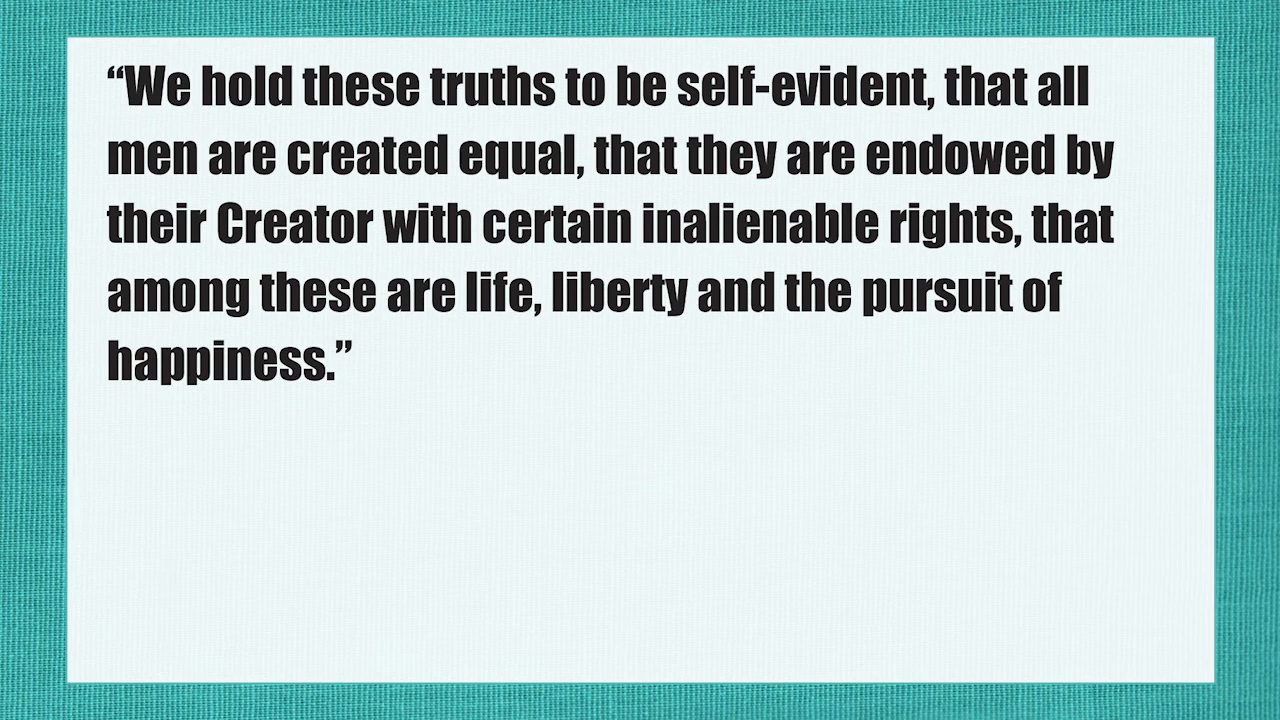 “We hold these truths to be self-evident, that all
men are created equal, that they are endowed by
their Creator with certain inalienable rights, that
among these are life, liberty and the pursuit of
happiness.”